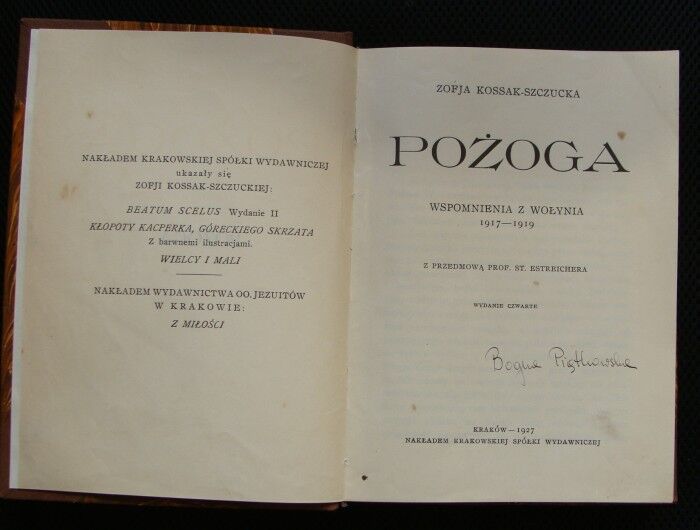 NAKŁADEM KRAKOWSKIEJ SPÓŁKI WYDAWNICZEJ
ukazały się
ZOFJI KOSSAK-SZCZUCKIEJ:
BEATUM SCELUS Wydanie II
KŁOPOTY KACPERKA, GÓRECKIEGO SKRZATA
Z barwnemi ilustracjami.
WIELCY I MALI
NAKŁADEM WYDAWNICTWA OO. JEZUITÓW
W KRAKOWIE:
Z MIŁOŚCI
ZOFJA KOSSAK-SZCZUCKA
POŻOGA
WSPOMNIENIA Z WOŁYNIA
1917—1919
Z PRZEDMOWĄ PROF. ST. ESTREICHERA
WYDANIE CZWARTE
Bogna Piątkowska
KRAKÓW — 1927
NAKŁADEM KRAKOWSKIEJ SPÓŁKI WYDAWNICZEJ